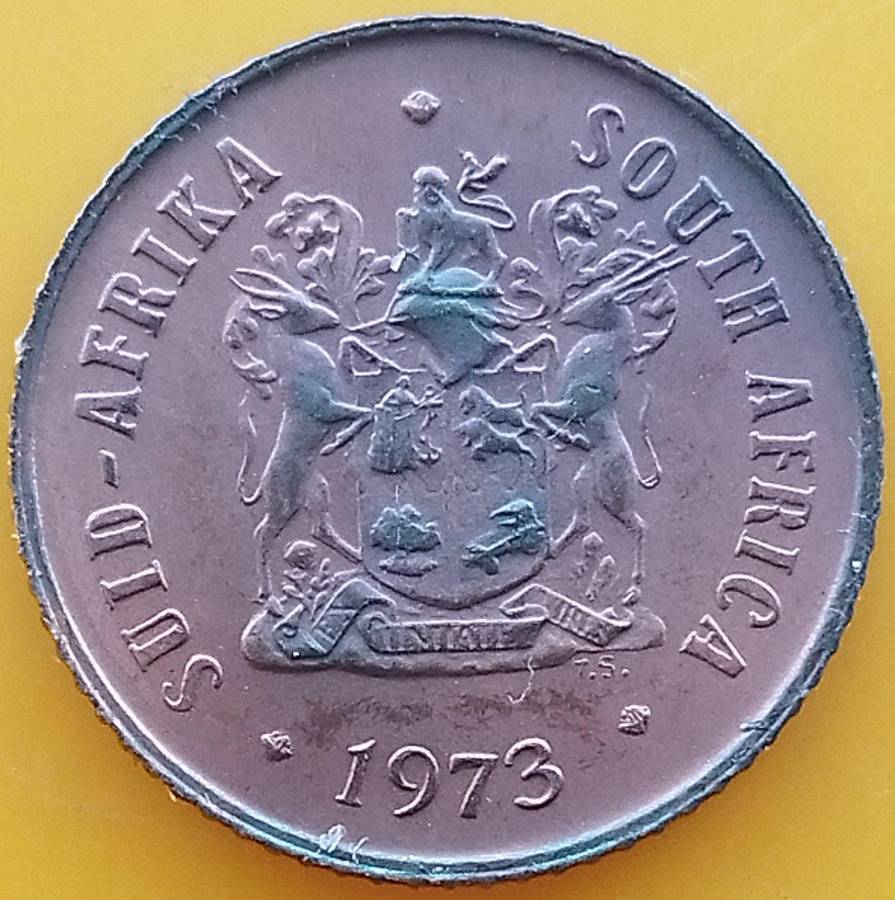 SUID-AFRIKA
SOUTH AFRICA
T.S.
1973